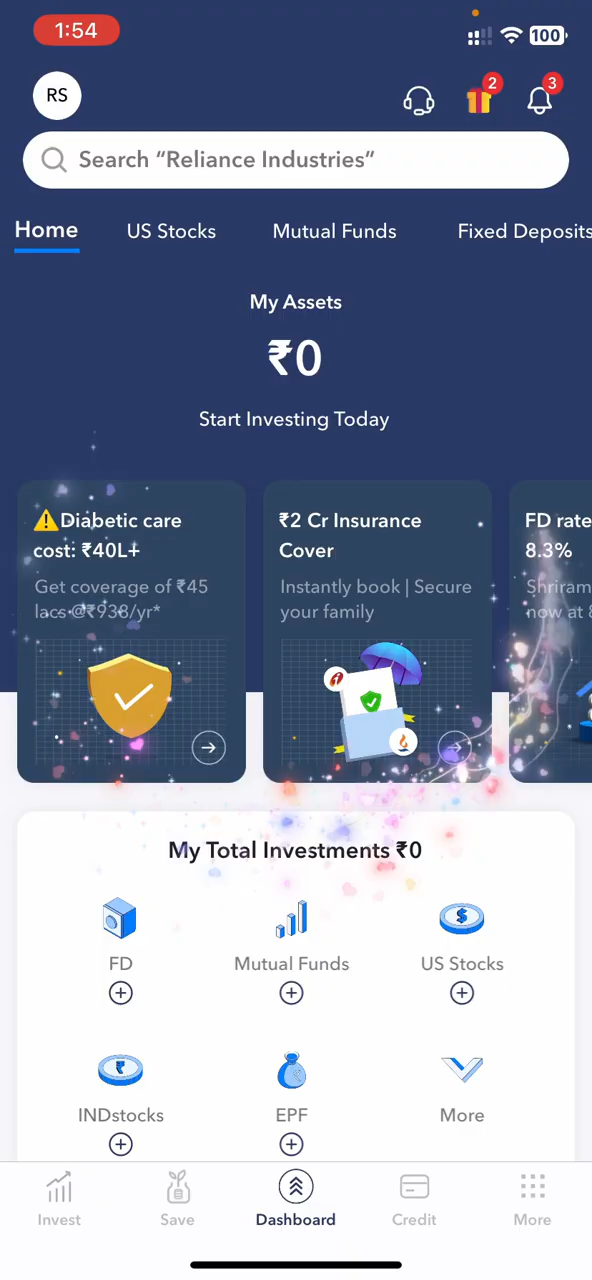 1:54
100
RS
2
3
Search “Reliance Industries”
Home
US Stocks
Mutual Funds
Fixed Deposits
My Assets
₹0
Start Investing Today
⚠️Diabetic care
cost: ₹40L+
Get coverage of ₹45
lacs @₹938/yr*
₹2 Cr Insurance
Cover
Instantly book | Secure
your family
FD rate
8.3%
Shriram
now at 8
My Total Investments ₹0
FD
Mutual Funds
US Stocks
INDstocks
EPF
More
Invest
Save
Dashboard
Credit
More